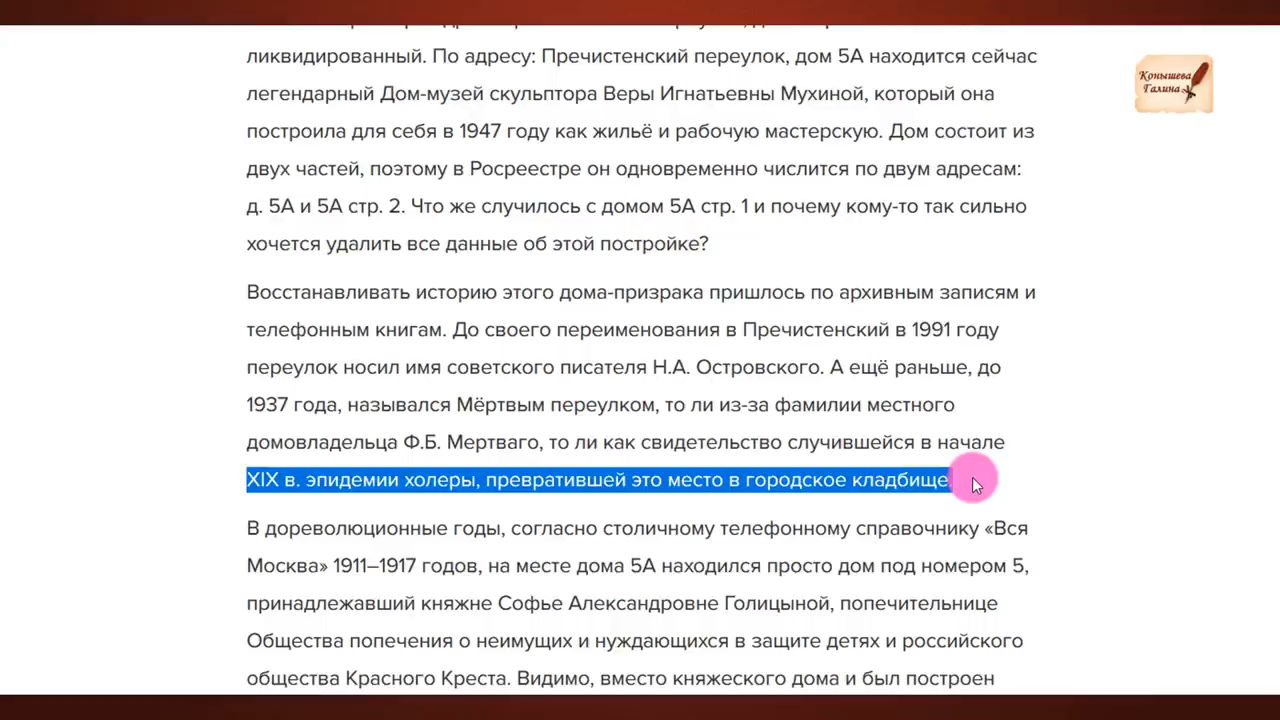 ликвидированный. По адресу: Пречистенский переулок, дом 5А находится сейчас
легендарный Дом-музей скульптора Веры Игнатьевны Мухиной, который она
построила для себя в 1947 году как жильё и рабочую мастерскую. Дом состоит из
двух частей, поэтому в Росреестре он одновременно числится по двум адресам:
д. 5А и 5А стр. 2. Что же случилось с домом 5А стр. 1 и почему кому-то так сильно
хочется удалить все данные об этой постройке?
Восстанавливать историю этого дома-призрака пришлось по архивным записям и
телефонным книгам. До своего переименования в Пречистенский в 1991 году
переулок носил имя советского писателя Н.А. Островского. А ещё раньше, до
1937 года, назывался Мёртвым переулком, то ли из-за фамилии местного
домовладельца Ф.Б. Мертваго, то ли как свидетельство случившейся в начале
XIX в. эпидемии холеры, превратившей это место в городское кладбище
В дореволюционные годы, согласно столичному телефонному справочнику «Вся
Москва» 1911–1917 годов, на месте дома 5А находился просто дом под номером 5,
принадлежавший княжне Софье Александровне Голицыной, попечительнице
Общества попечения о неимущих и нуждающихся в защите детях и российского
общества Красного Креста. Видимо, вместо княжеского дома и был построен
Конышева
Галина